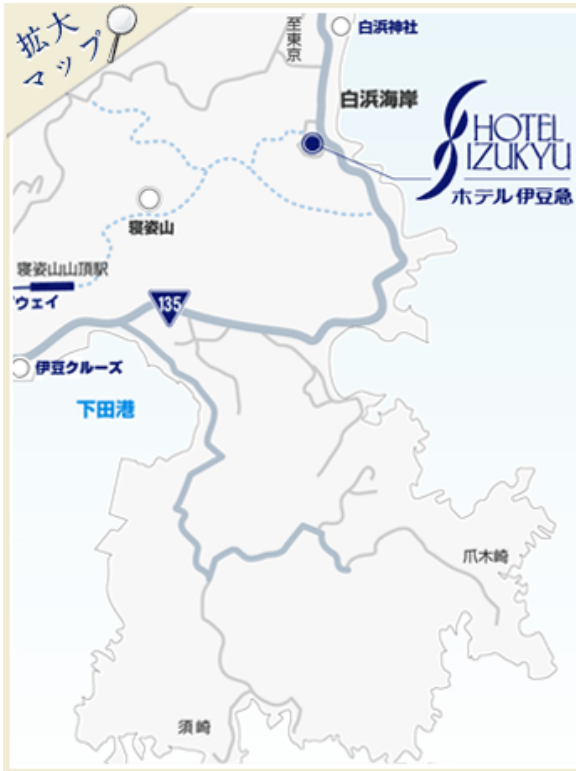 拡大
マップ
至東京
白浜神社
白浜海岸
HOTEL
IZUKYU
ホテル伊豆急
寝姿山
寝姿山山頂駅
ウェイ
135
伊豆クルーズ
下田港
爪木崎
須崎